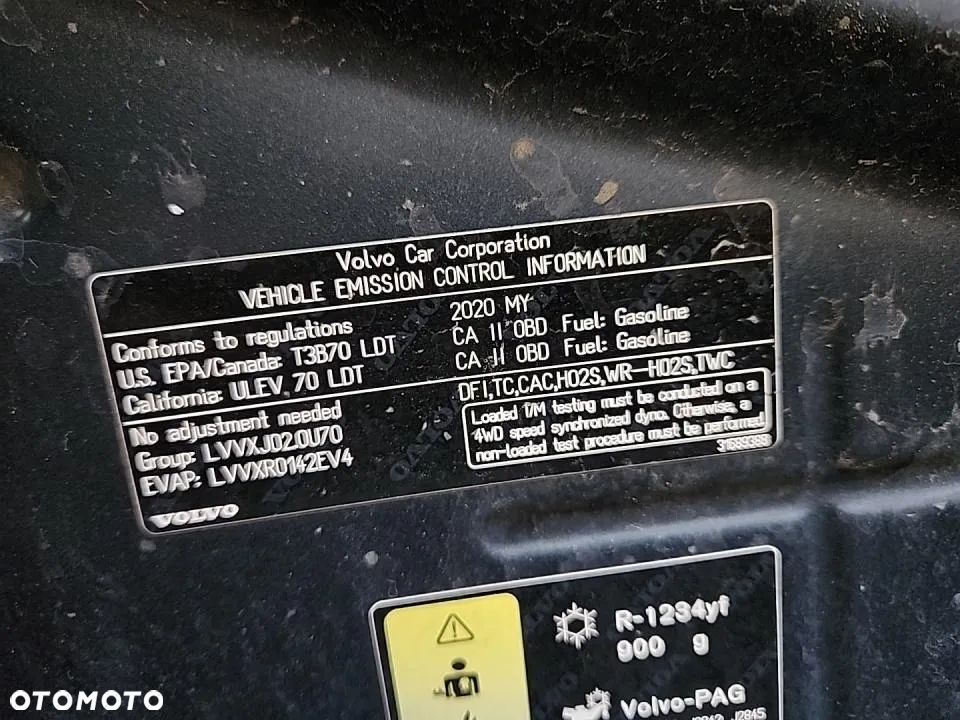 Volvo Car Corporation
VEHICLE EMISSION CONTROL INFORMATION
Conforms to regulations 2020 MY
U.S. EPA/Canada: T3B70 LDT CA II OBD Fuel: Gasoline
California: ULEV 70 LDT CA II OBD Fuel: Gasoline
No adjustment needed DFI,TC,CAC,HO2S,WR-HO2S,TWC
Group: LVVXJ02.0U70
EVAP: LVVXR0142EV4
Loaded I/M testing must be conducted on a
4WD speed synchronized dyno. Otherwise, a
non-loaded test procedure must be performed
31689388
VOLVO
R-1234yf
900 g
Volvo-PAG
J2845
OTOMOTO